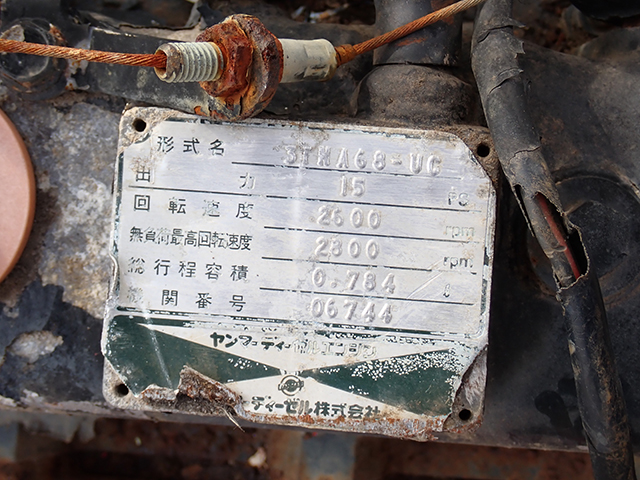 形式名 3TNA68-UC
出力 15 PS
回転速度 2600 rpm
無負荷最高回転速度 2800 rpm
総行程容積 0.784 ℓ
機関番号 06744
ヤンマーディーゼルエンジン
ディーゼル株式会社